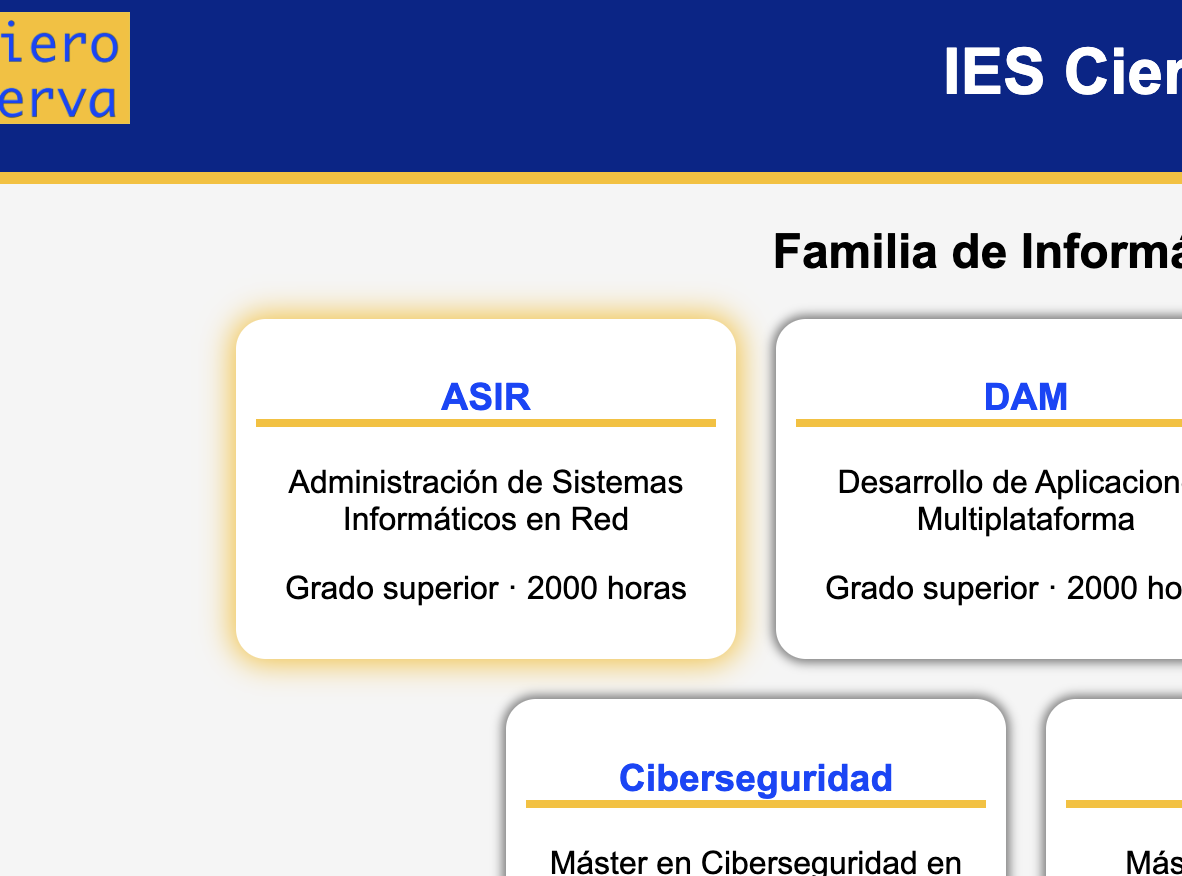 iero
erva
IES Cier
Familia de Informá
ASIR
DAM
Administración de Sistemas
Informáticos en Red
Desarrollo de Aplicacion
Multiplataforma
Grado superior · 2000 horas
Grado superior · 2000 ho
Ciberseguridad
Máster en Ciberseguridad en
Más